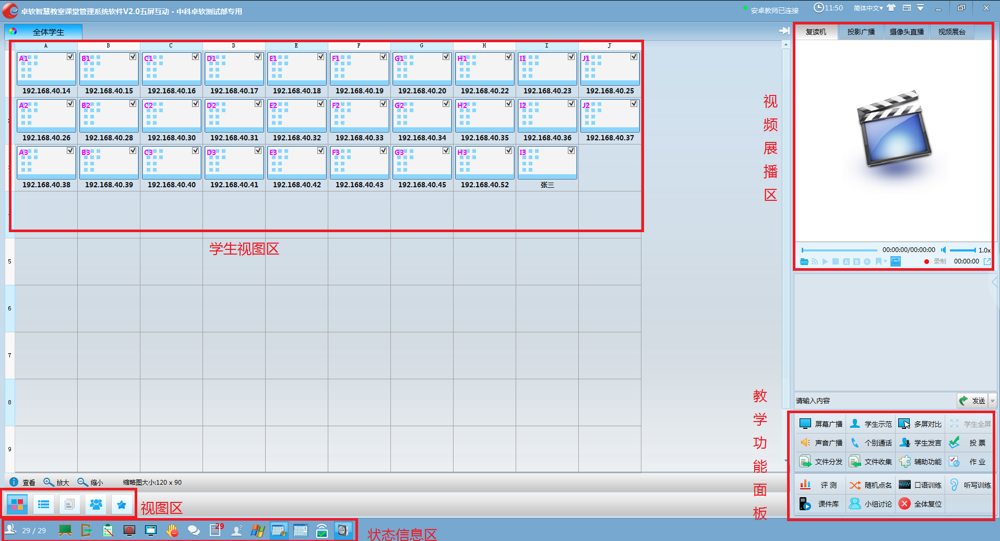 卓软智慧教室课堂管理系统软件V2.0五屏互动 - 中科卓软测试部专用
安卓教师已连接
11:50
简体中文
全体学生
A B C D E F G H I J
A1 B1 C1 D1 E1 F1 G1 H1 I1 J1
192.168.40.14 192.168.40.15 192.168.40.16 192.168.40.17 192.168.40.18 192.168.40.19 192.168.40.20 192.168.40.22 192.168.40.23 192.168.40.25
A2 B2 C2 D2 E2 F2 G2 H2 I2 J2
192.168.40.26 192.168.40.28 192.168.40.30 192.168.40.31 192.168.40.32 192.168.40.33 192.168.40.34 192.168.40.35 192.168.40.36 192.168.40.37
A3 B3 C3 D3 E3 F3 G3 H3 I3
192.168.40.38 192.168.40.39 192.168.40.40 192.168.40.41 192.168.40.42 192.168.40.43 192.168.40.45 192.168.40.52 张三
学生视图区
5
6
7
8
9
查看 放大 缩小 缩略图大小:120 x 90
视图区
29 / 29
29
状态信息区
视频展播区
复读机 投影广播 摄像头直播 视频展台
00:00:00/00:00:00 1.0x
A B 录制 00:00:00
请输入内容 发送
教学功能面板
屏幕广播 学生示范 多屏对比 学生全屏
声音广播 个别通话 学生发言 投 票
文件分发 文件收集 辅助功能 作 业
评 测 随机点名 口语训练 听写训练
课件库 小组讨论 全体复位